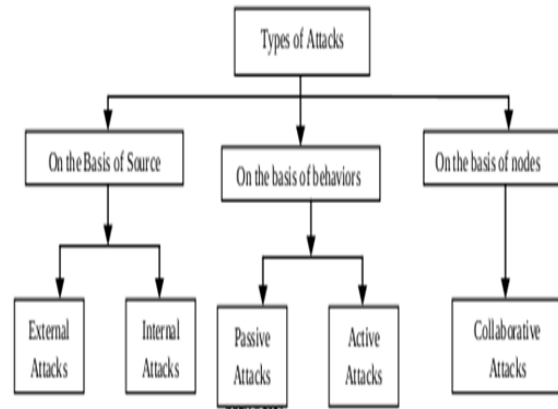 Types of Attacks
On the Basis of Source
On the basis of behaviors
On the basis of nodes
External
Attacks
Internal
Attacks
Passive
Attacks
Active
Attacks
Collaborative
Attacks